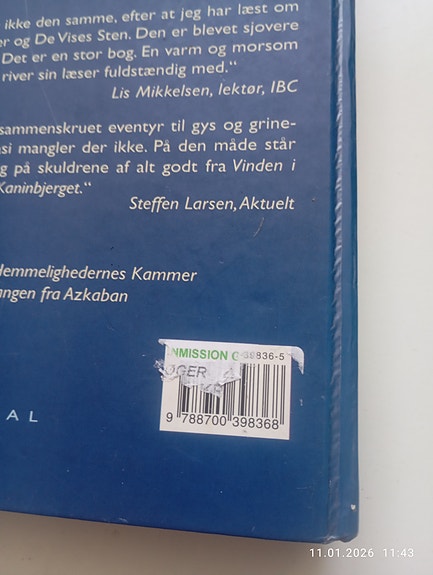 ikke den samme, efter at jeg har læst om
er og De Vises Sten. Den er blevet sjovere
Det er en stor bog. En varm og morsom
river sin læser fuldstændig med.“
Lis Mikkelsen, lektør, IBC
sammenskruet eventyr til gys og grine-
si mangler der ikke. På den måde står
g på skuldrene af alt godt fra Vinden i
Kaninbjerget.“
Steffen Larsen, Aktuelt
Hemmelighedernes Kammer
angen fra Azkaban
NMISSION
39836-5
A L
9 788700 398368
11.01.2026 11:43